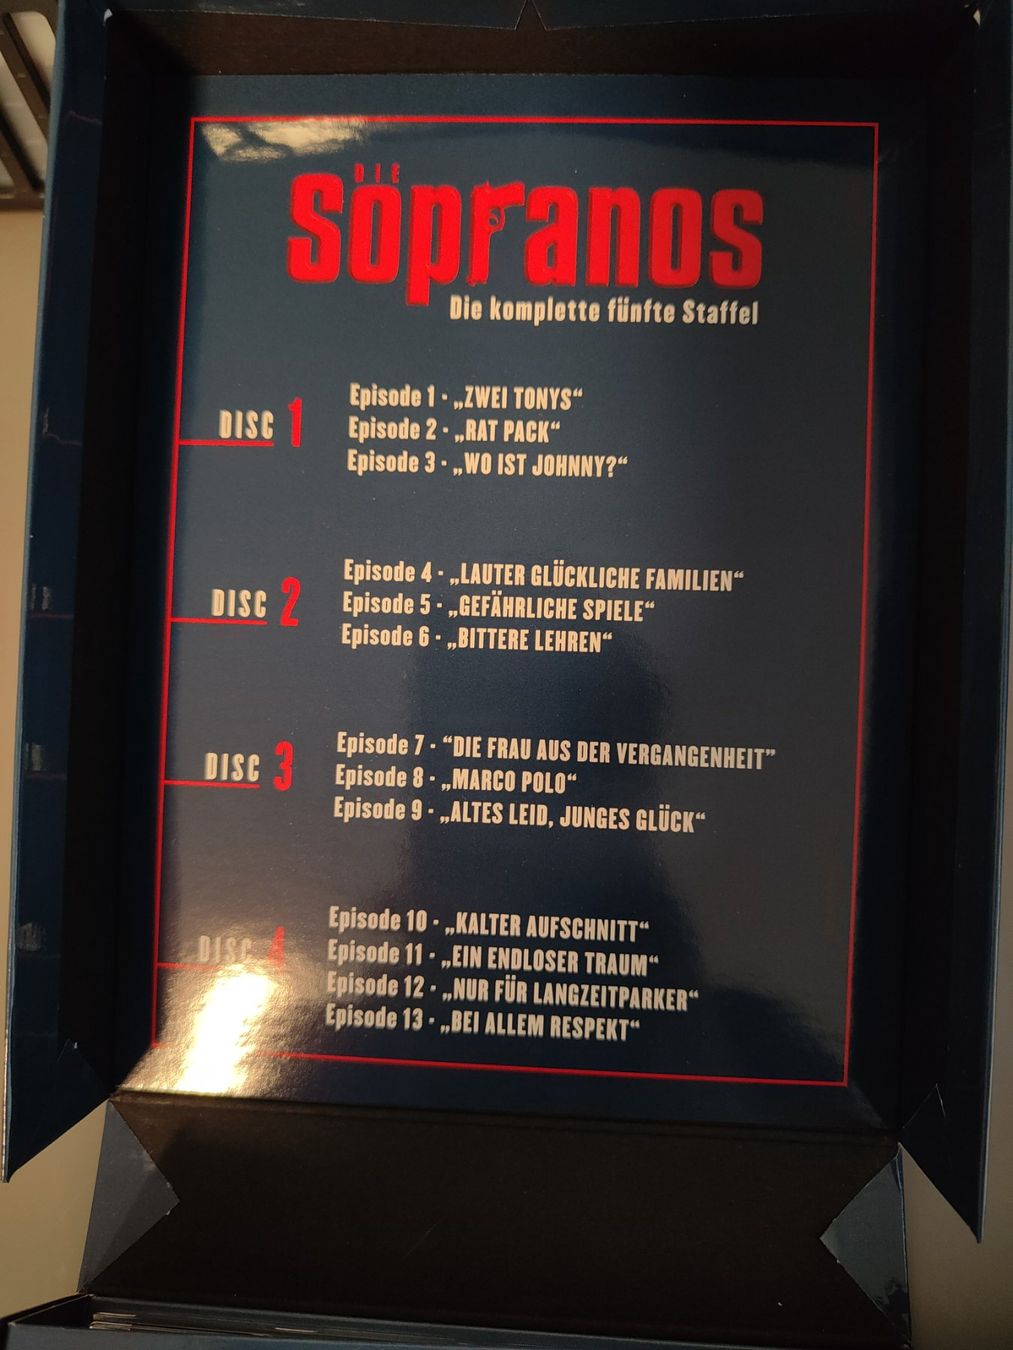 DIE
Sopranos
Die komplette fünfte Staffel
DISC 1
Episode 1 - „ZWEI TONYS“
Episode 2 - „RAT PACK“
Episode 3 - „WO IST JOHNNY?“
DISC 2
Episode 4 - „LAUTER GLÜCKLICHE FAMILIEN“
Episode 5 - „GEFÄHRLICHE SPIELE“
Episode 6 - „BITTERE LEHREN“
DISC 3
Episode 7 - “DIE FRAU AUS DER VERGANGENHEIT”
Episode 8 - „MARCO POLO“
Episode 9 - „ALTES LEID, JUNGES GLÜCK“
DISC 4
Episode 10 - „KALTER AUFSCHNITT“
Episode 11 - „EIN ENDLOSER TRAUM“
Episode 12 - „NUR FÜR LANGZEITPARKER“
Episode 13 - „BEI ALLEM RESPEKT“